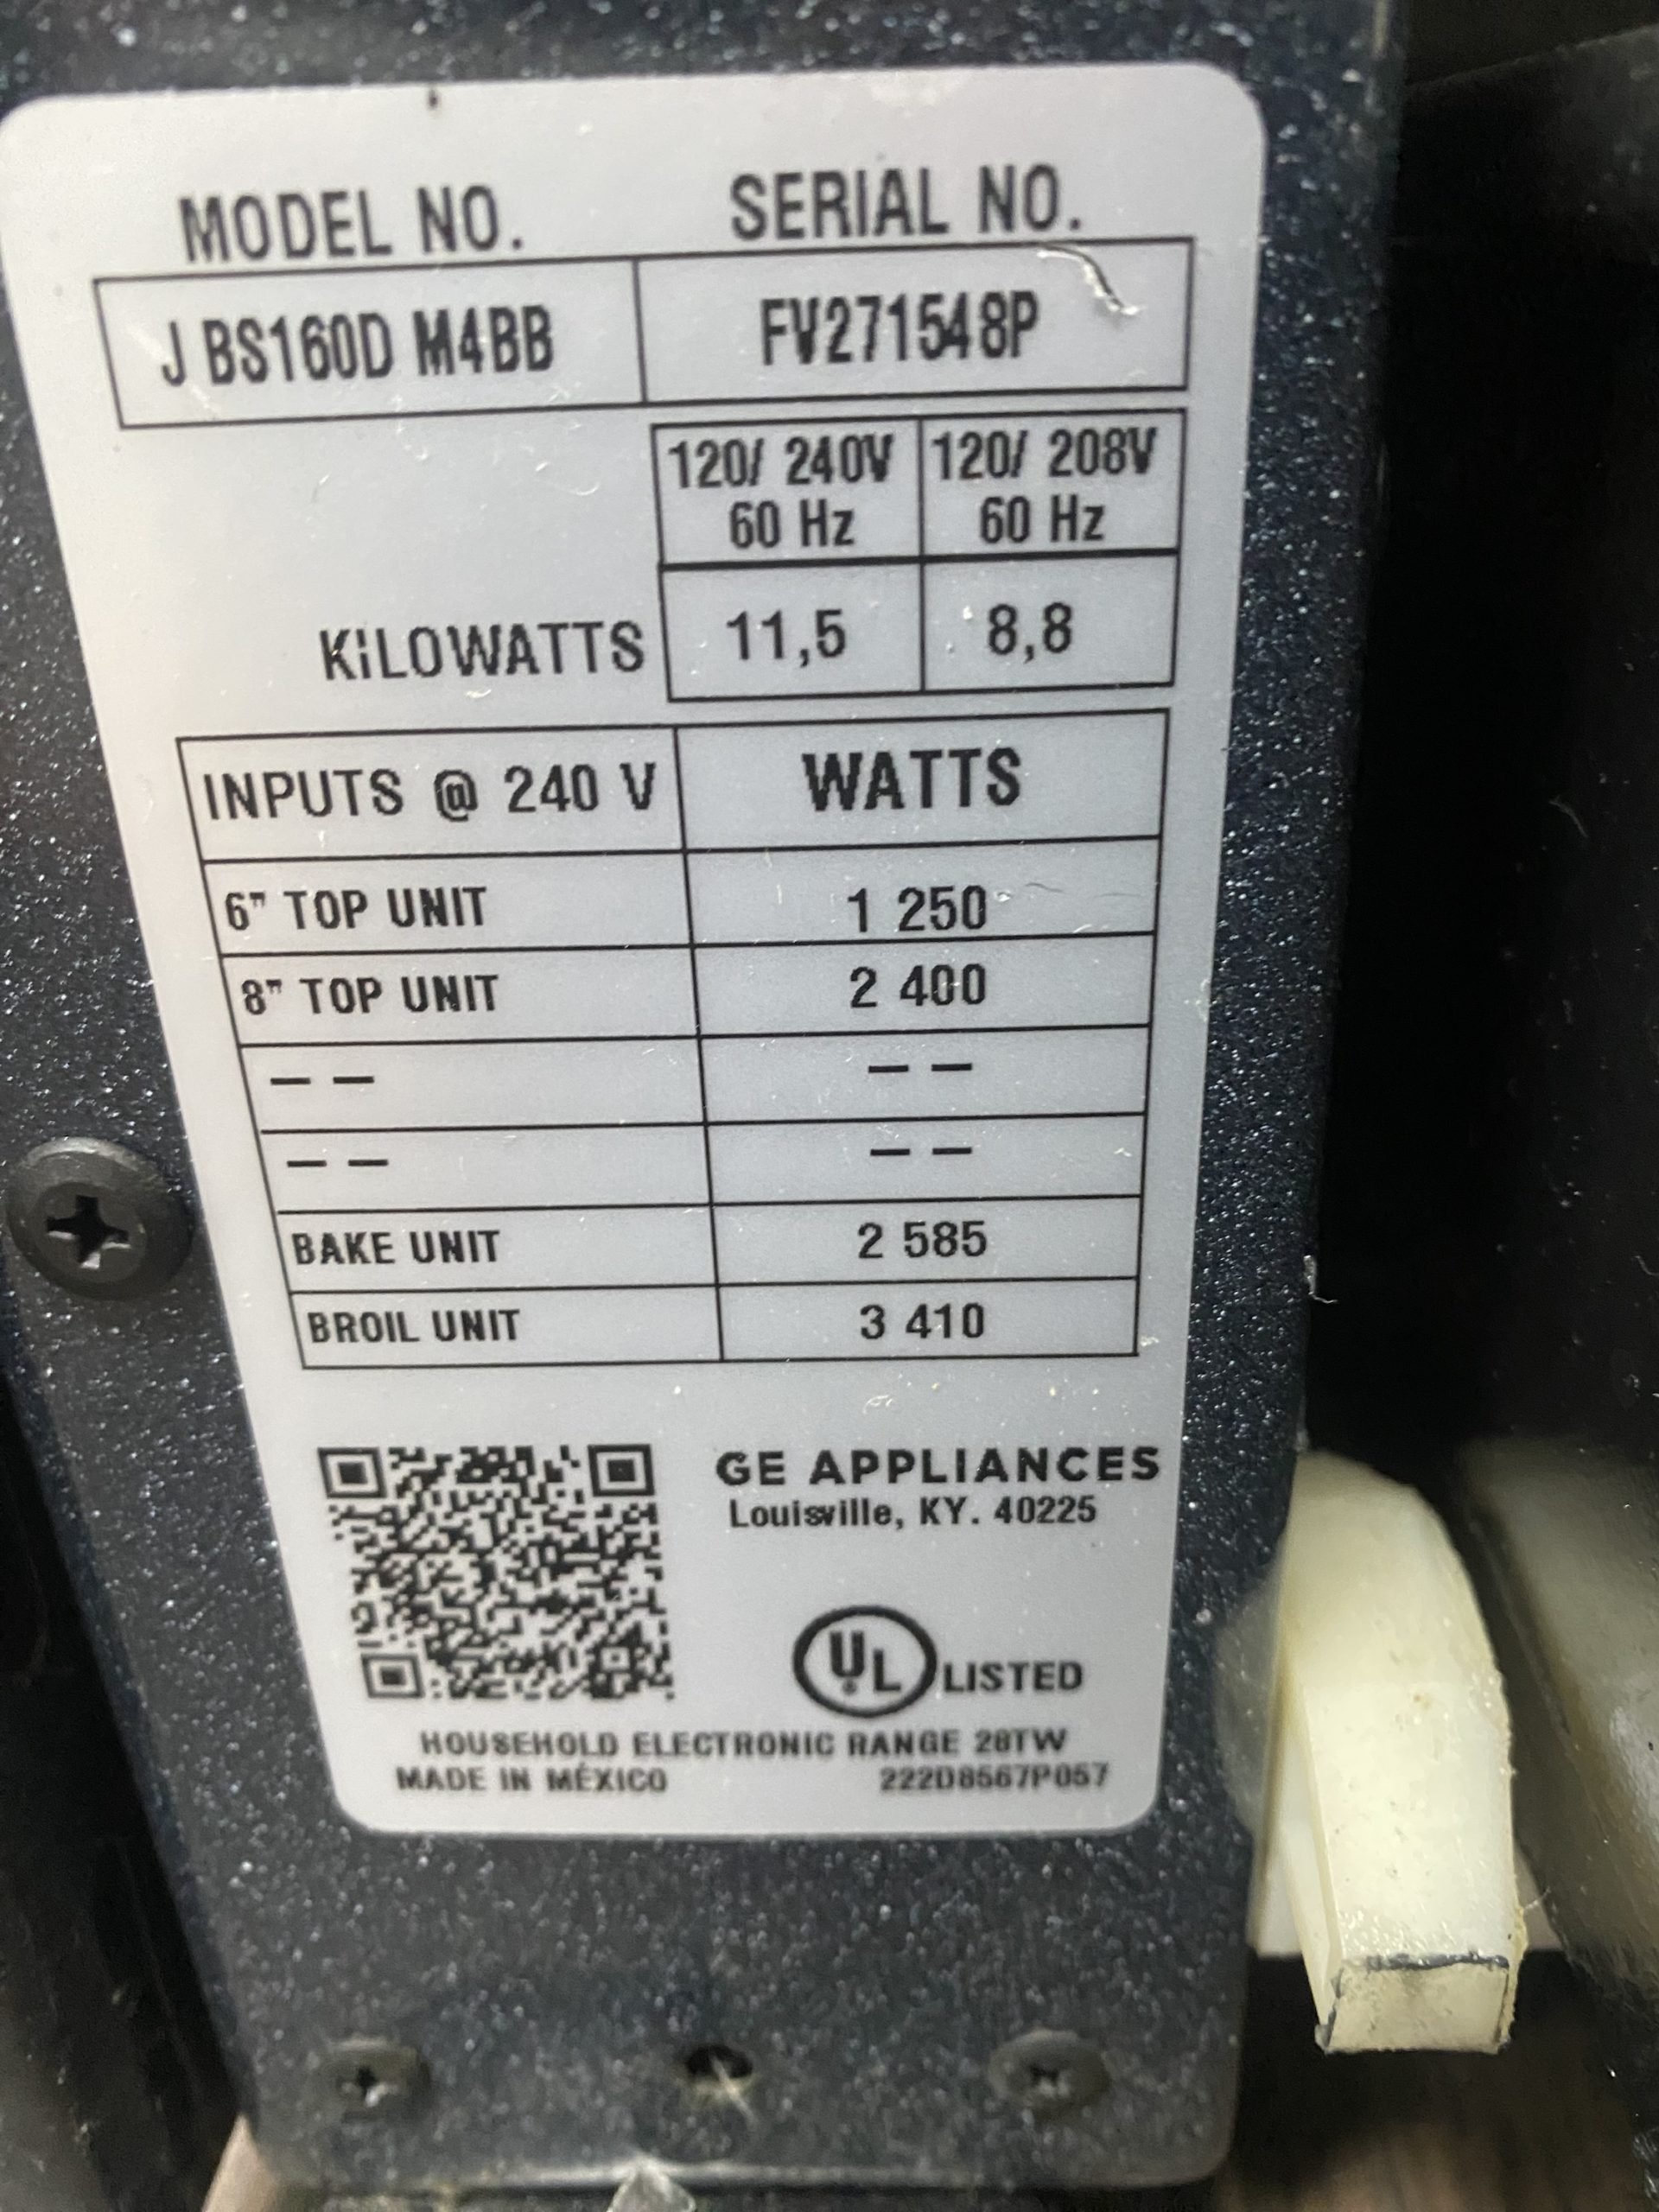 MODEL NO. SERIAL NO.
J BS160D M4BB FV271548P
120/ 240V 120/ 208V
60 Hz 60 Hz
KILOWATTS 11,5 8,8
INPUTS @ 240 V WATTS
6" TOP UNIT 1 250
8" TOP UNIT 2 400
– – – –
– – – –
BAKE UNIT 2 585
BROIL UNIT 3 410
GE APPLIANCES
Louisville, KY. 40225
UL LISTED
HOUSEHOLD ELECTRONIC RANGE 28TW
MADE IN MÉXICO 222D8567P057